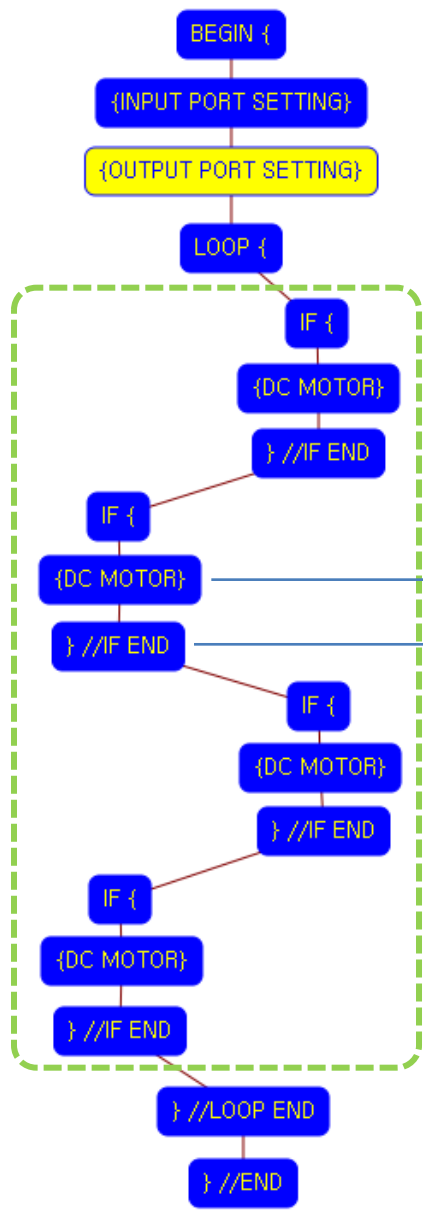 BEGIN {
{INPUT PORT SETTING}
{OUTPUT PORT SETTING}
LOOP {
IF {
{DC MOTOR}
} //IF END
IF {
{DC MOTOR}
} //IF END
IF {
{DC MOTOR}
} //IF END
IF {
{DC MOTOR}
} //IF END
} //LOOP END
} //END